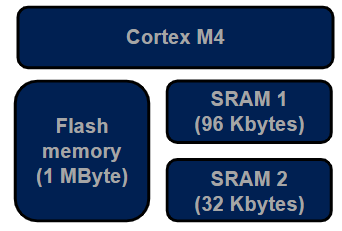 Cortex M4
Flash
memory
(1 MByte)
SRAM 1
(96 Kbytes)
SRAM 2
(32 Kbytes)